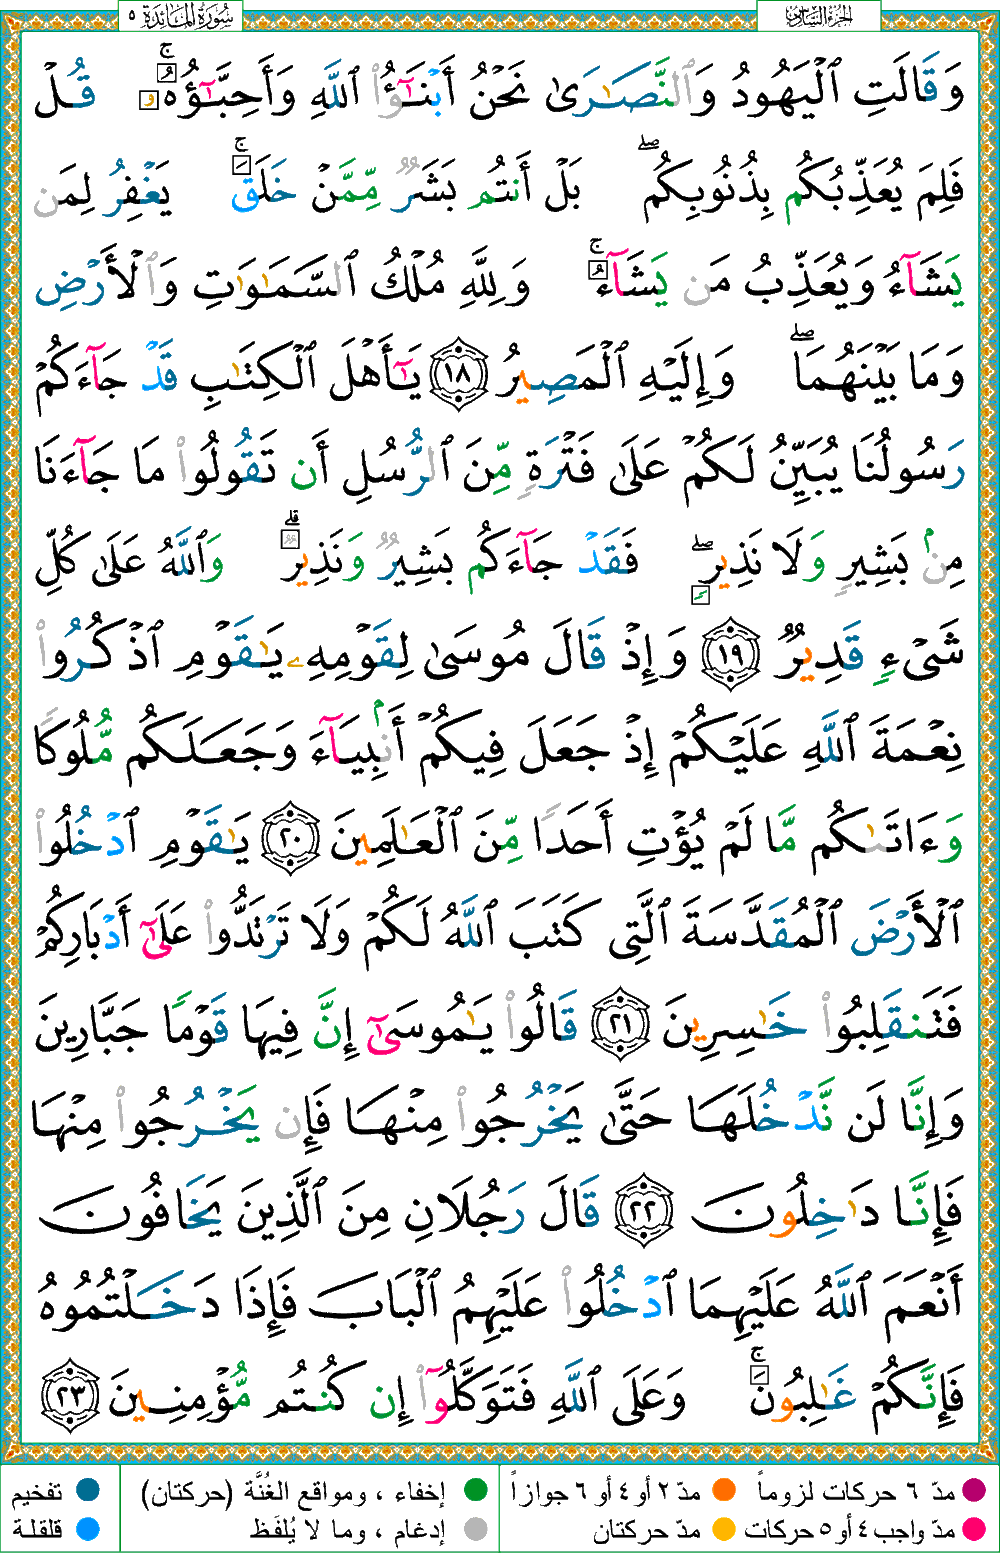 الجزء السادس
سورة المائدة ٥
وَقَالَتِ ٱلۡيَهُودُ وَٱلنَّصَٰرَىٰ نَحۡنُ أَبۡنَٰٓؤُاْ ٱللَّهِ وَأَحِبَّٰٓؤُهُۥۚ قُلۡ
فَلِمَ يُعَذِّبُكُم بِذُنُوبِكُمۖ بَلۡ أَنتُم بَشَرٞ مِّمَّنۡ خَلَقَۚ يَغۡفِرُ لِمَن
يَشَآءُ وَيُعَذِّبُ مَن يَشَآءُۚ وَلِلَّهِ مُلۡكُ ٱلسَّمَٰوَٰتِ وَٱلۡأَرۡضِ
وَمَا بَيۡنَهُمَاۖ وَإِلَيۡهِ ٱلۡمَصِيرُ ١٨ يَٰٓأَهۡلَ ٱلۡكِتَٰبِ قَدۡ جَآءَكُمۡ
رَسُولُنَا يُبَيِّنُ لَكُمۡ عَلَىٰ فَتۡرَةٖ مِّنَ ٱلرُّسُلِ أَن تَقُولُواْ مَا جَآءَنَا
مِنۢ بَشِيرٖ وَلَا نَذِيرٖۖ فَقَدۡ جَآءَكُم بَشِيرٞ وَنَذِيرٞۗ وَٱللَّهُ عَلَىٰ كُلِّ
شَيۡءٖ قَدِيرٞ ١٩ وَإِذۡ قَالَ مُوسَىٰ لِقَوۡمِهِۦ يَٰقَوۡمِ ٱذۡكُرُواْ
نِعۡمَةَ ٱللَّهِ عَلَيۡكُمۡ إِذۡ جَعَلَ فِيكُمۡ أَنۢبِيَآءَ وَجَعَلَكُم مُّلُوكٗا
وَءَاتَىٰكُم مَّا لَمۡ يُؤۡتِ أَحَدٗا مِّنَ ٱلۡعَٰلَمِينَ ٢٠ يَٰقَوۡمِ ٱدۡخُلُواْ
ٱلۡأَرۡضَ ٱلۡمُقَدَّسَةَ ٱلَّتِي كَتَبَ ٱللَّهُ لَكُمۡ وَلَا تَرۡتَدُّواْ عَلَىٰٓ أَدۡبَارِكُمۡ
فَتَنقَلِبُواْ خَٰسِرِينَ ٢١ قَالُواْ يَٰمُوسَىٰٓ إِنَّ فِيهَا قَوۡمٗا جَبَّارِينَ
وَإِنَّا لَن نَّدۡخُلَهَا حَتَّىٰ يَخۡرُجُواْ مِنۡهَا فَإِن يَخۡرُجُواْ مِنۡهَا
فَإِنَّا دَٰخِلُونَ ٢٢ قَالَ رَجُلَانِ مِنَ ٱلَّذِينَ يَخَافُونَ
أَنۡعَمَ ٱللَّهُ عَلَيۡهِمَا ٱدۡخُلُواْ عَلَيۡهِمُ ٱلۡبَابَ فَإِذَا دَخَلۡتُمُوهُ
فَإِنَّكُمۡ غَٰلِبُونَۚ وَعَلَى ٱللَّهِ فَتَوَكَّلُوٓاْ إِن كُنتُم مُّؤۡمِنِينَ ٢٣
مدّ ٦ حركات لزوماً مدّ ٢ أو ٤ أو ٦ جوازاً إخفاء ، ومواقع الغُنَّة (حركتان) تفخيم
مدّ واجب ٤ أو ٥ حركات مدّ حركتان إدغام ، وما لا يُلفَظ قلقلة